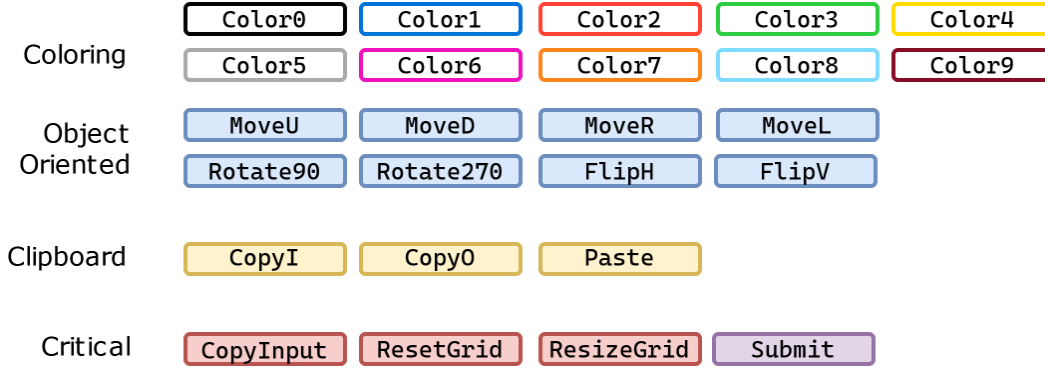 Color0 Color1 Color2 Color3 Color4
Coloring
Color5 Color6 Color7 Color8 Color9
MoveU MoveD MoveR MoveL
Object
Oriented
Rotate90 Rotate270 FlipH FlipV
Clipboard CopyI CopyO Paste
Critical CopyInput ResetGrid ResizeGrid Submit